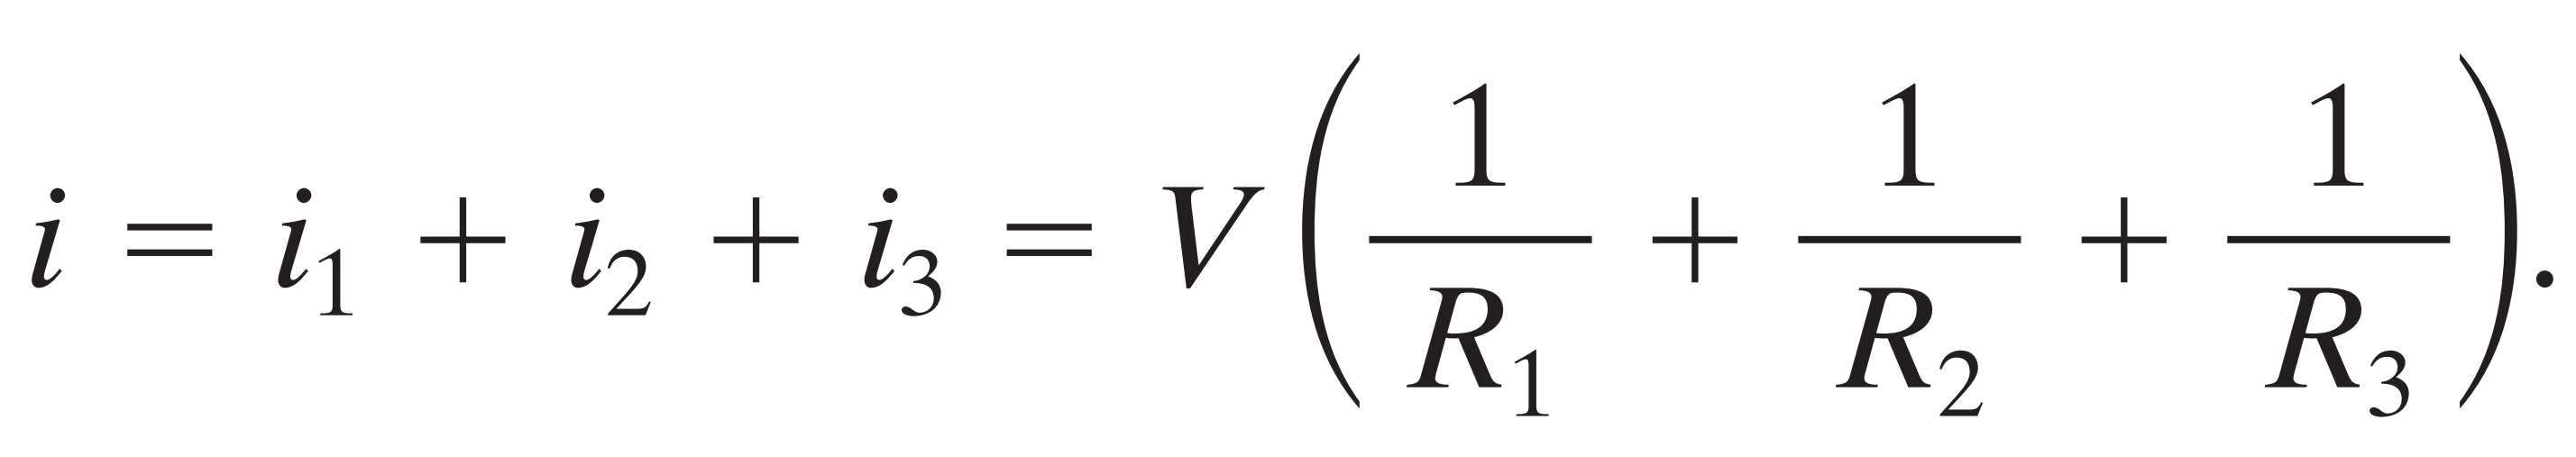 i = i₁ + i₂ + i₃ = V(1/R₁ + 1/R₂ + 1/R₃).